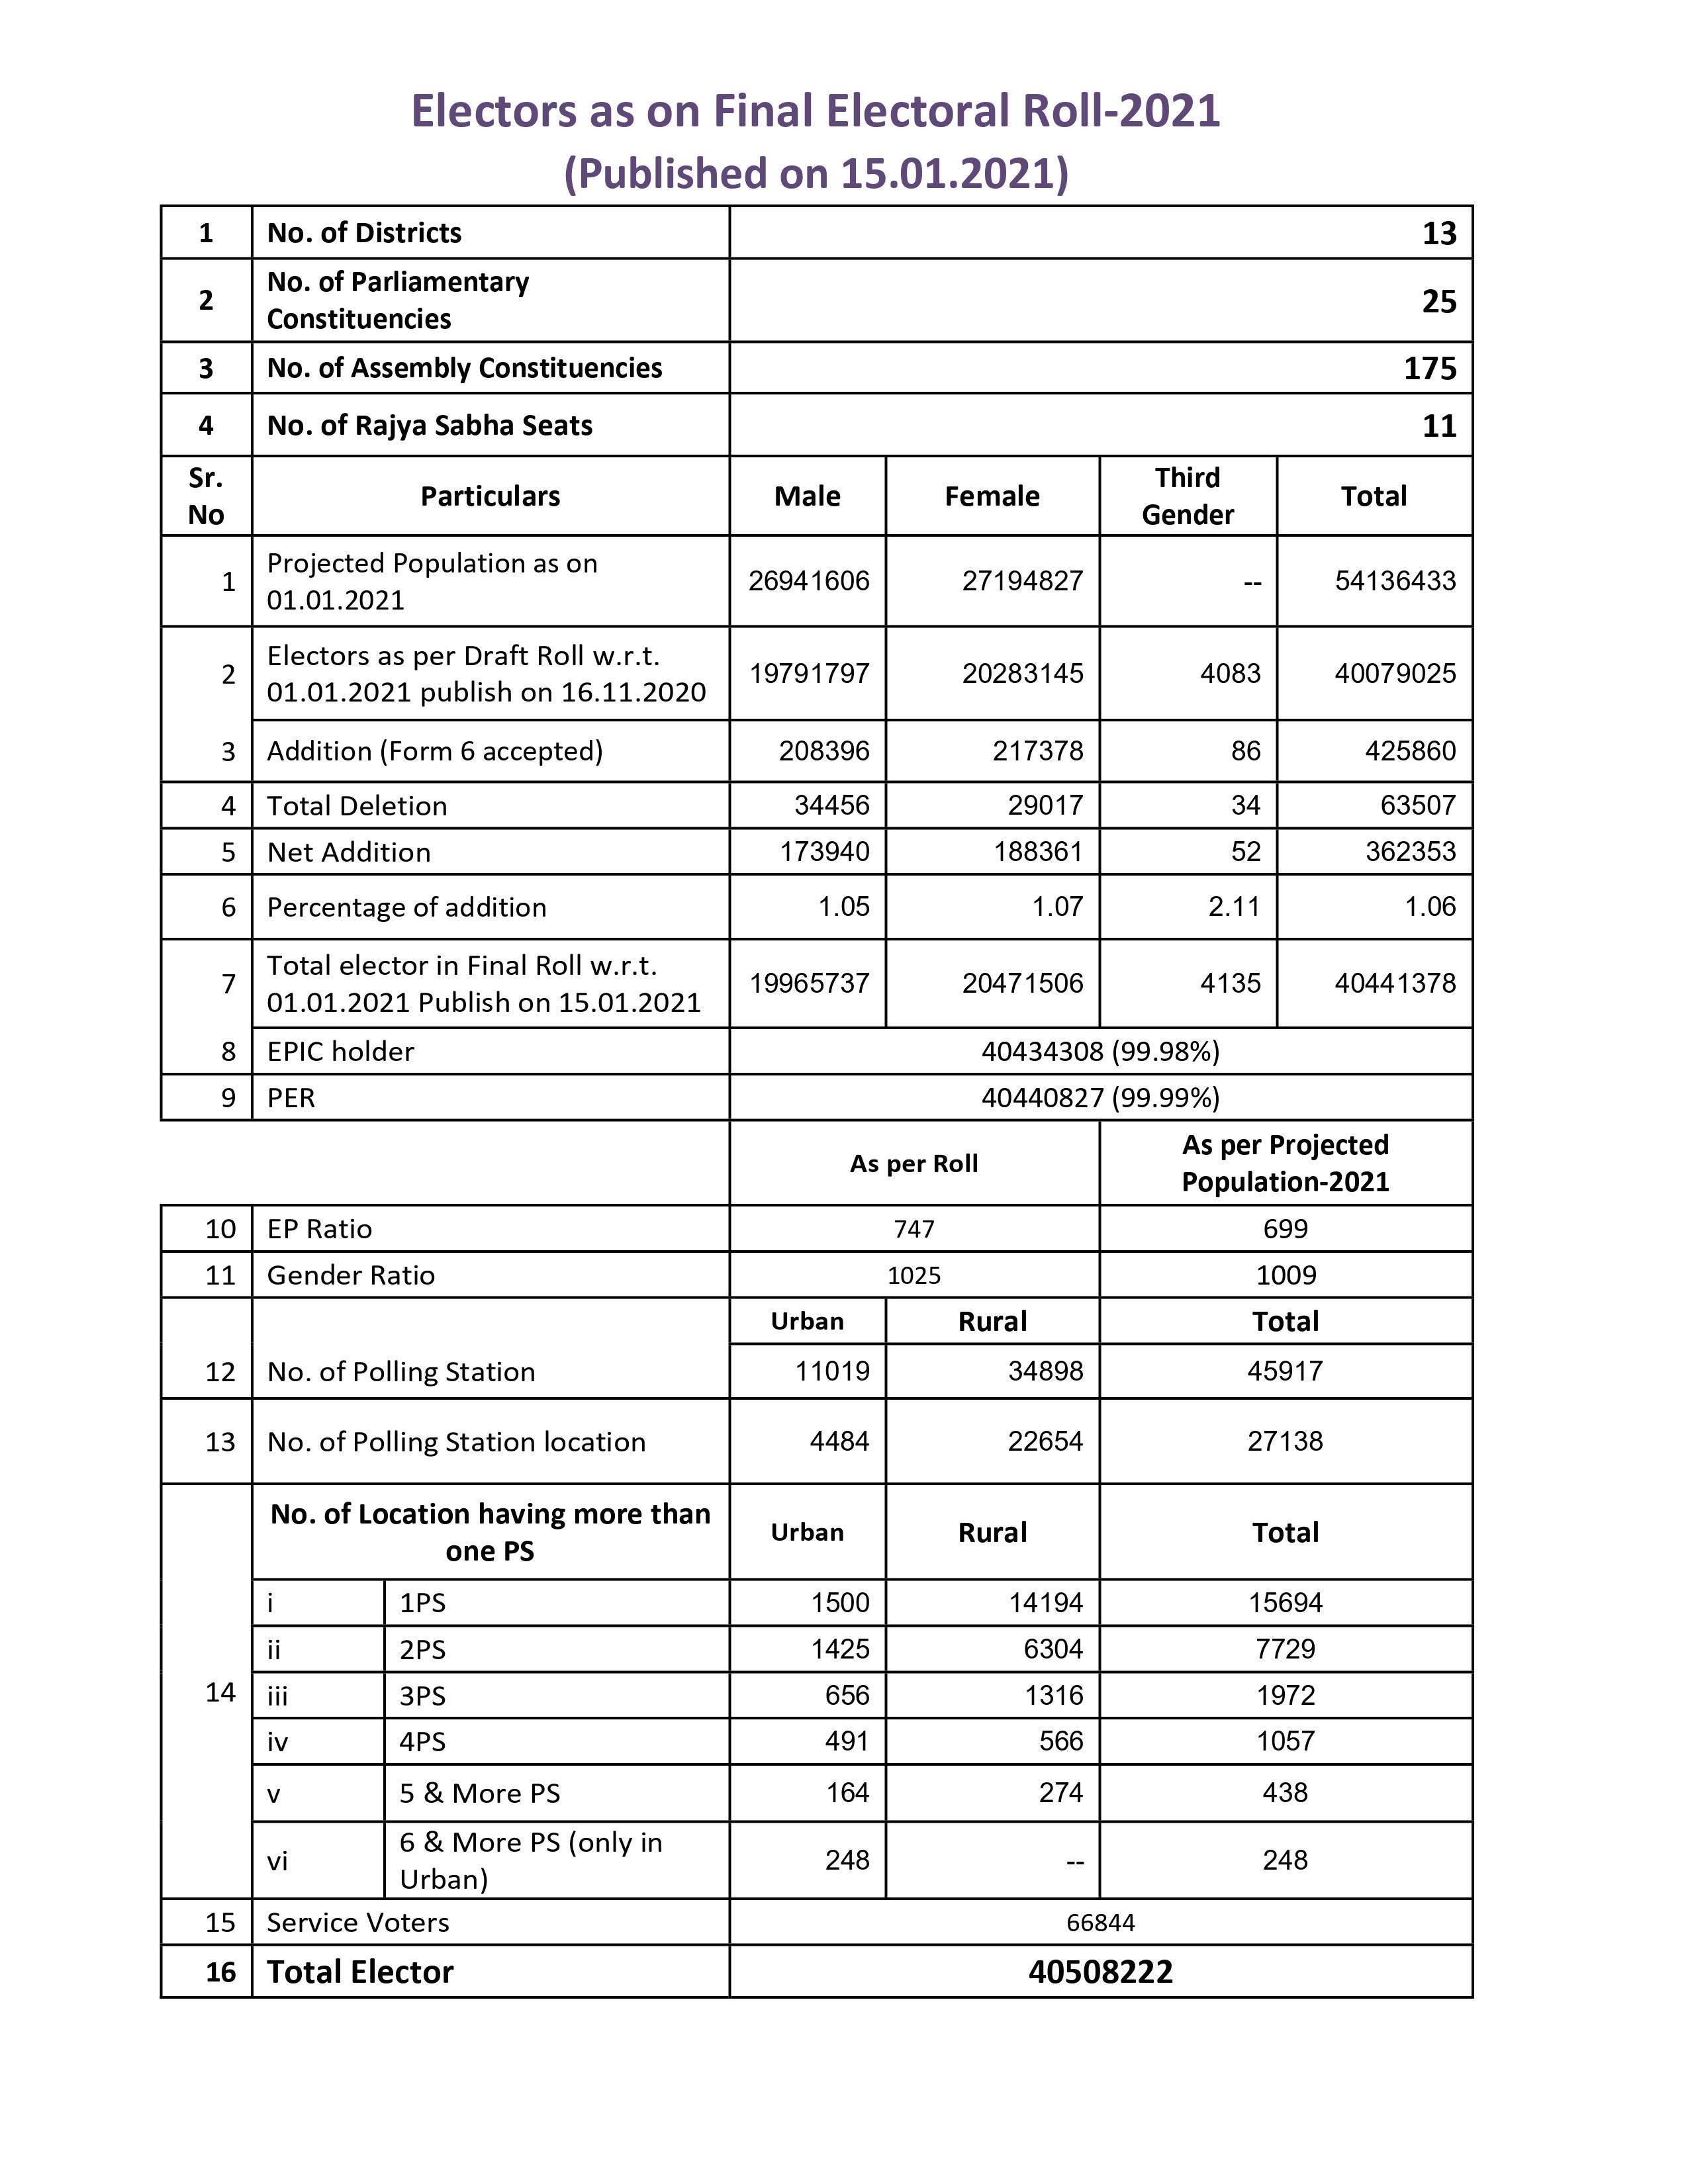 Electors as on Final Electoral Roll-2021
(Published on 15.01.2021)
1 No. of Districts 13
2 No. of Parliamentary Constituencies 25
3 No. of Assembly Constituencies 175
4 No. of Rajya Sabha Seats 11
Sr. No Particulars Male Female Third Gender Total
1 Projected Population as on 01.01.2021 26941606 27194827 -- 54136433
2 Electors as per Draft Roll w.r.t. 01.01.2021 publish on 16.11.2020 19791797 20283145 4083 40079025
3 Addition (Form 6 accepted) 208396 217378 86 425860
4 Total Deletion 34456 29017 34 63507
5 Net Addition 173940 188361 52 362353
6 Percentage of addition 1.05 1.07 2.11 1.06
7 Total elector in Final Roll w.r.t. 01.01.2021 Publish on 15.01.2021 19965737 20471506 4135 40441378
8 EPIC holder 40434308 (99.98%)
9 PER 40440827 (99.99%)
As per Roll As per Projected Population-2021
10 EP Ratio 747 699
11 Gender Ratio 1025 1009
Urban Rural Total
12 No. of Polling Station 11019 34898 45917
13 No. of Polling Station location 4484 22654 27138
14 No. of Location having more than one PS Urban Rural Total
i 1PS 1500 14194 15694
ii 2PS 1425 6304 7729
iii 3PS 656 1316 1972
iv 4PS 491 566 1057
v 5 & More PS 164 274 438
vi 6 & More PS (only in Urban) 248 -- 248
15 Service Voters 66844
16 Total Elector 40508222